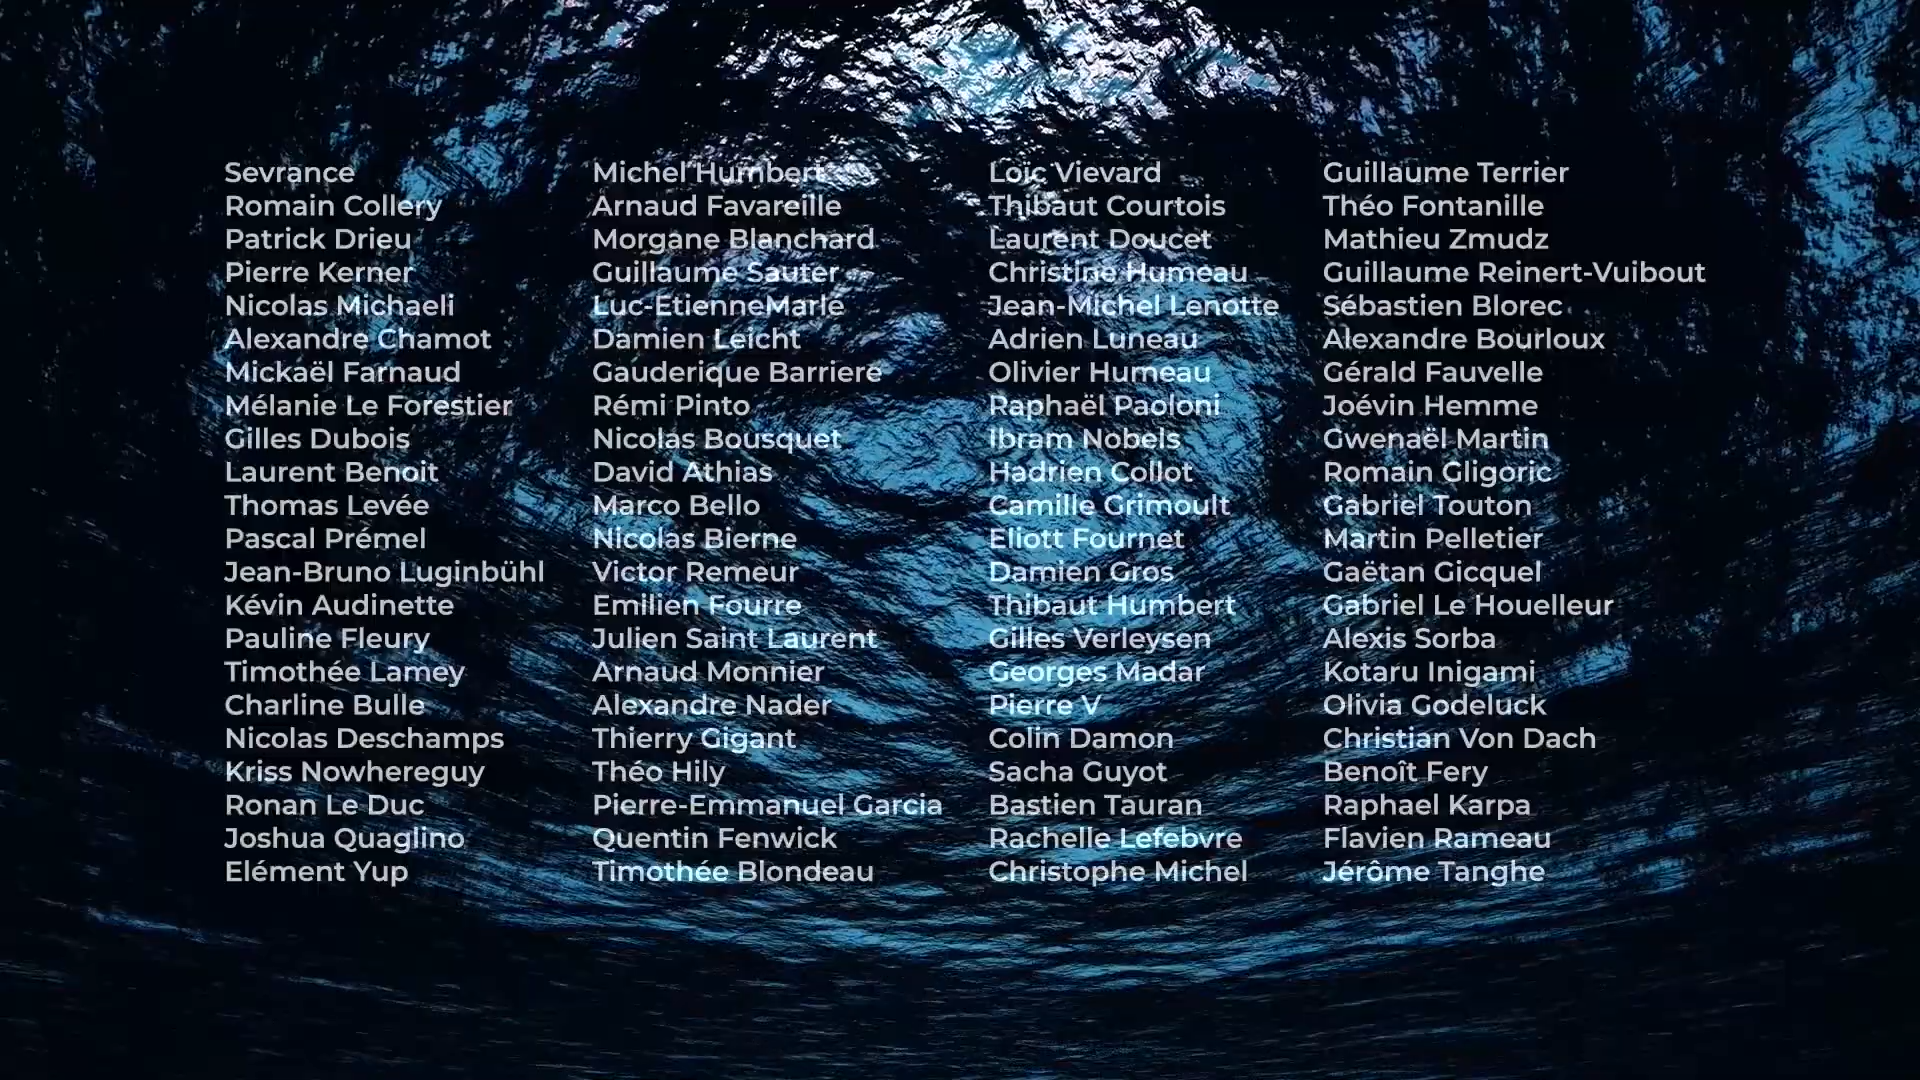 Sevrance
Romain Collery
Patrick Drieu
Pierre Kerner
Nicolas Michaeli
Alexandre Chamot
Mickaël Farnaud
Mélanie Le Forestier
Gilles Dubois
Laurent Benoit
Thomas Levée
Pascal Prémel
Jean-Bruno Luginbühl
Kévin Audinette
Pauline Fleury
Timothée Lamey
Charline Bulle
Nicolas Deschamps
Kriss Nowhereguy
Ronan Le Duc
Joshua Quaglino
Elément Yup
Michel Humbert
Arnaud Favareille
Morgane Blanchard
Guillaume Sauter
Luc-EtienneMarlé
Damien Leicht
Gauderique Barriere
Rémi Pinto
Nicolas Bousquet
David Athias
Marco Bello
Nicolas Bierne
Victor Remeur
Emilien Fourre
Julien Saint Laurent
Arnaud Monnier
Alexandre Nader
Thierry Gigant
Théo Hily
Pierre-Emmanuel Garcia
Quentin Fenwick
Timothée Blondeau
Loïc Vievard
Thibaut Courtois
Laurent Doucet
Christine Humeau
Jean-Michel Lenotte
Adrien Luneau
Olivier Humeau
Raphaël Paoloni
Ibram Nobels
Hadrien Collot
Camille Grimoult
Eliott Fournet
Damien Gros
Thibaut Humbert
Gilles Verleysen
Georges Madar
Pierre V
Colin Damon
Sacha Guyot
Bastien Tauran
Rachelle Lefebvre
Christophe Michel
Guillaume Terrier
Théo Fontanille
Mathieu Zmudz
Guillaume Reinert-Vuibout
Sébastien Blorec
Alexandre Bourloux
Gérald Fauvelle
Joévin Hemme
Gwenaël Martin
Romain Gligoric
Gabriel Touton
Martin Pelletier
Gaëtan Gicquel
Gabriel Le Houelleur
Alexis Sorba
Kotaru Inigami
Olivia Godeluck
Christian Von Dach
Benoît Fery
Raphael Karpa
Flavien Rameau
Jérôme Tanghe